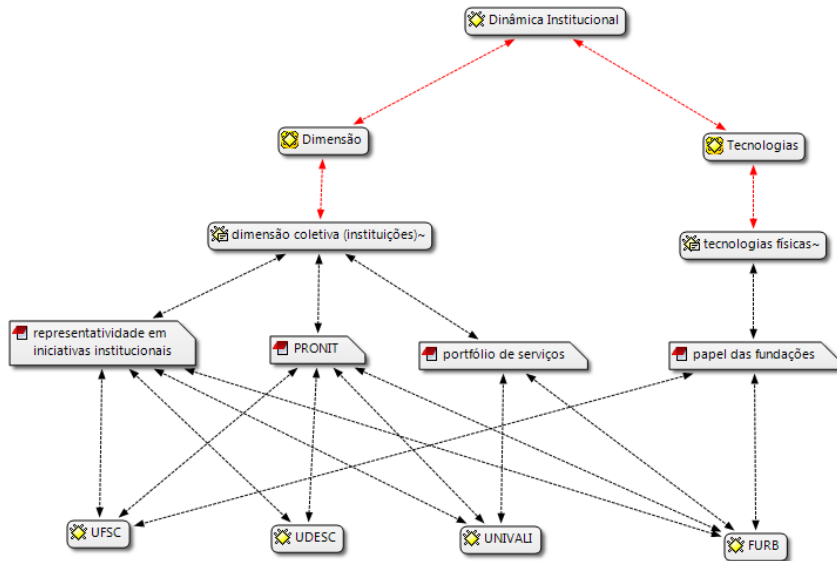 Dinâmica Institucional
Dimensão
Tecnologias
dimensão coletiva (instituições)~
tecnologias físicas~
representatividade em
iniciativas institucionais
PRONIT
portfólio de serviços
papel das fundações
UFSC
UDESC
UNIVALI
FURB